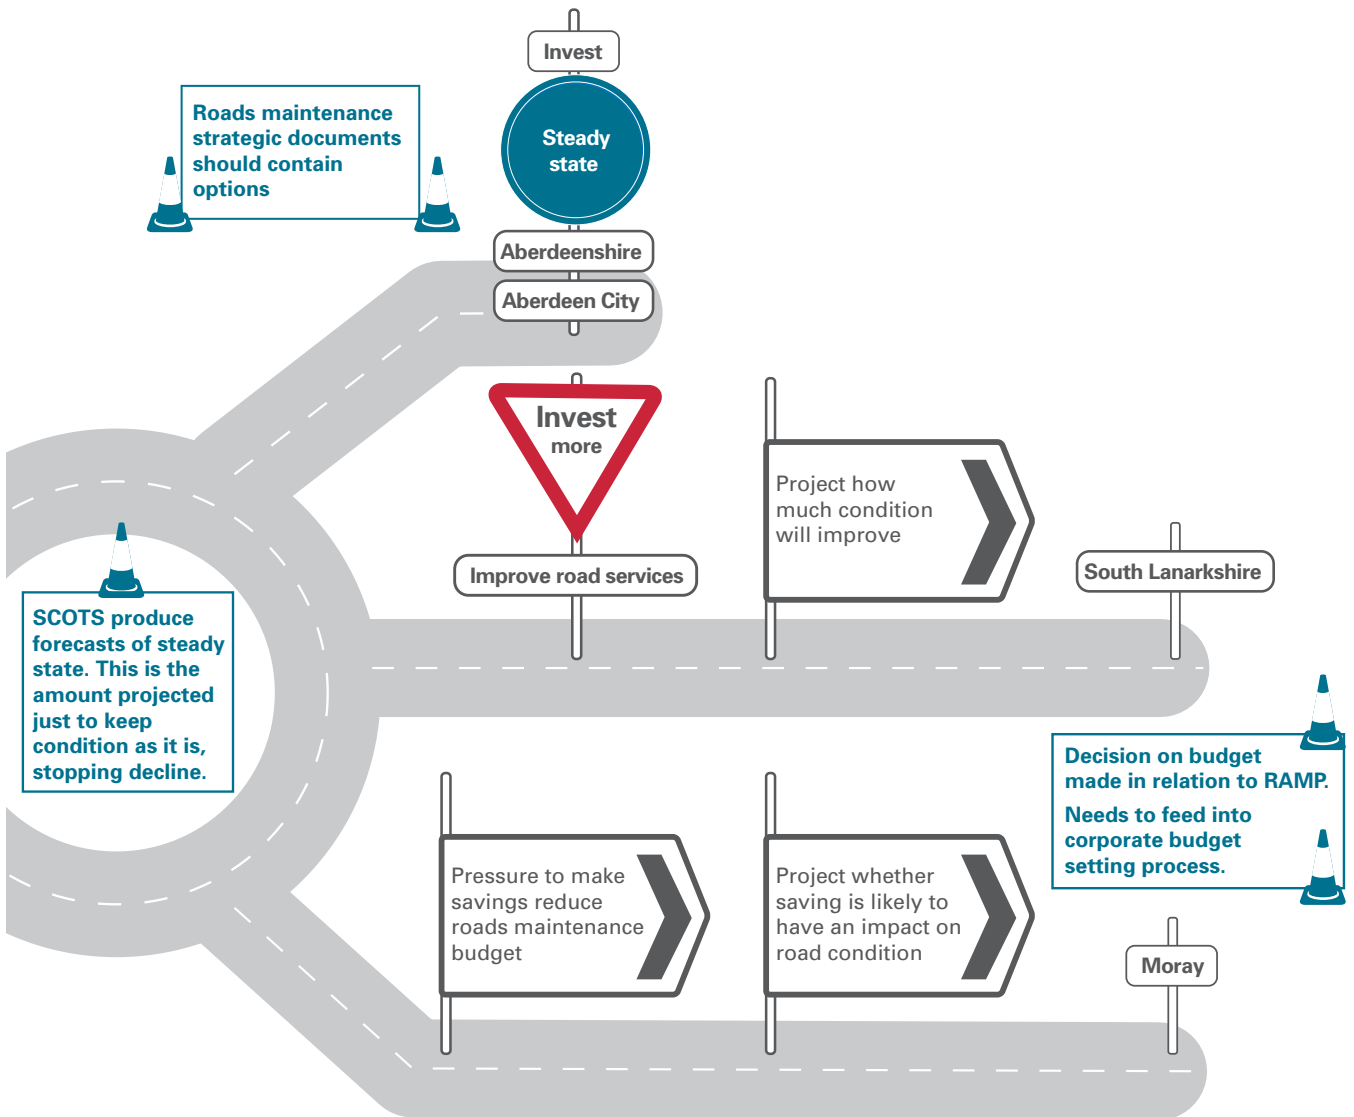 Invest
Steady
state
Roads maintenance
strategic documents
should contain
options
Aberdeenshire
Aberdeen City
Invest
more
Improve road services
Project how
much condition
will improve
South Lanarkshire
SCOTS produce
forecasts of steady
state. This is the
amount projected
just to keep
condition as it is,
stopping decline.
Decision on budget
made in relation to RAMP.
Needs to feed into
corporate budget
setting process.
Pressure to make
savings reduce
roads maintenance
budget
Project whether
saving is likely to
have an impact on
road condition
Moray